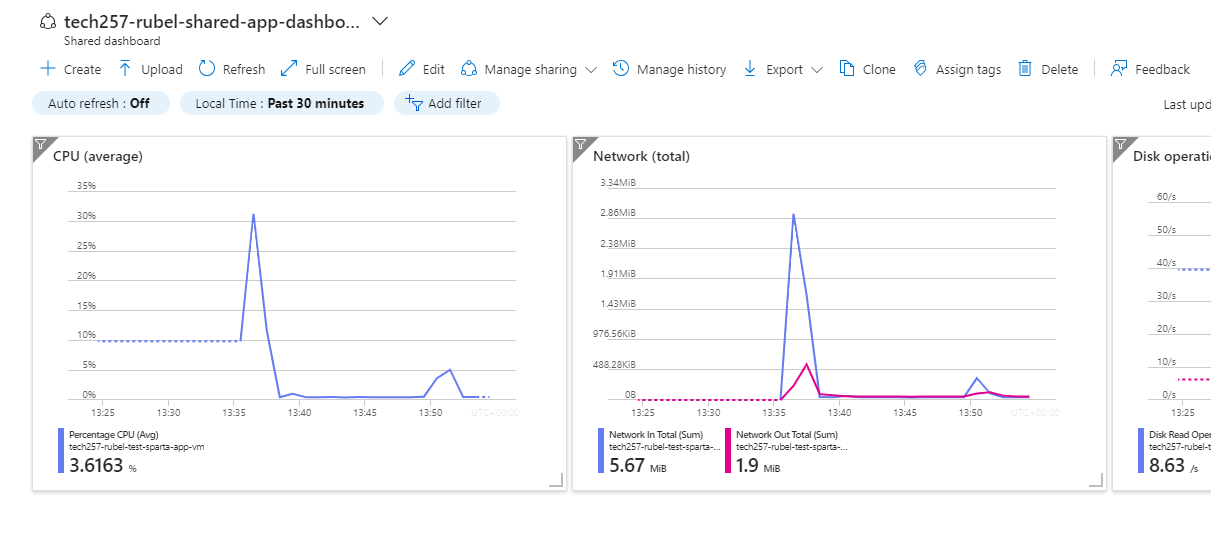 tech257-rubel-shared-app-dashbo...
Shared dashboard
Create Upload Refresh Full screen Edit Manage sharing Manage history Export Clone Assign tags Delete Feedback
Auto refresh : Off Local Time : Past 30 minutes Add filter Last upd
CPU (average)
35%
30%
25%
20%
15%
10%
5%
0%
13:25 13:30 13:35 13:40 13:45 13:50 UTC+00:00
Percentage CPU (Avg)
tech257-rubel-test-sparta-app-vm
3.6163 %
Network (total)
3.34MiB
2.86MiB
2.38MiB
1.91MiB
1.43MiB
976.56KiB
488.28KiB
0B
13:25 13:30 13:35 13:40 13:45 13:50 UTC+00:00
Network In Total (Sum)
tech257-rubel-test-sparta-...
5.67 MiB
Network Out Total (Sum)
tech257-rubel-test-sparta-...
1.9 MiB
Disk operati
60/s
50/s
40/s
30/s
20/s
10/s
0/s
13:25
Disk Read Oper
tech257-rubel-t
8.63 /s